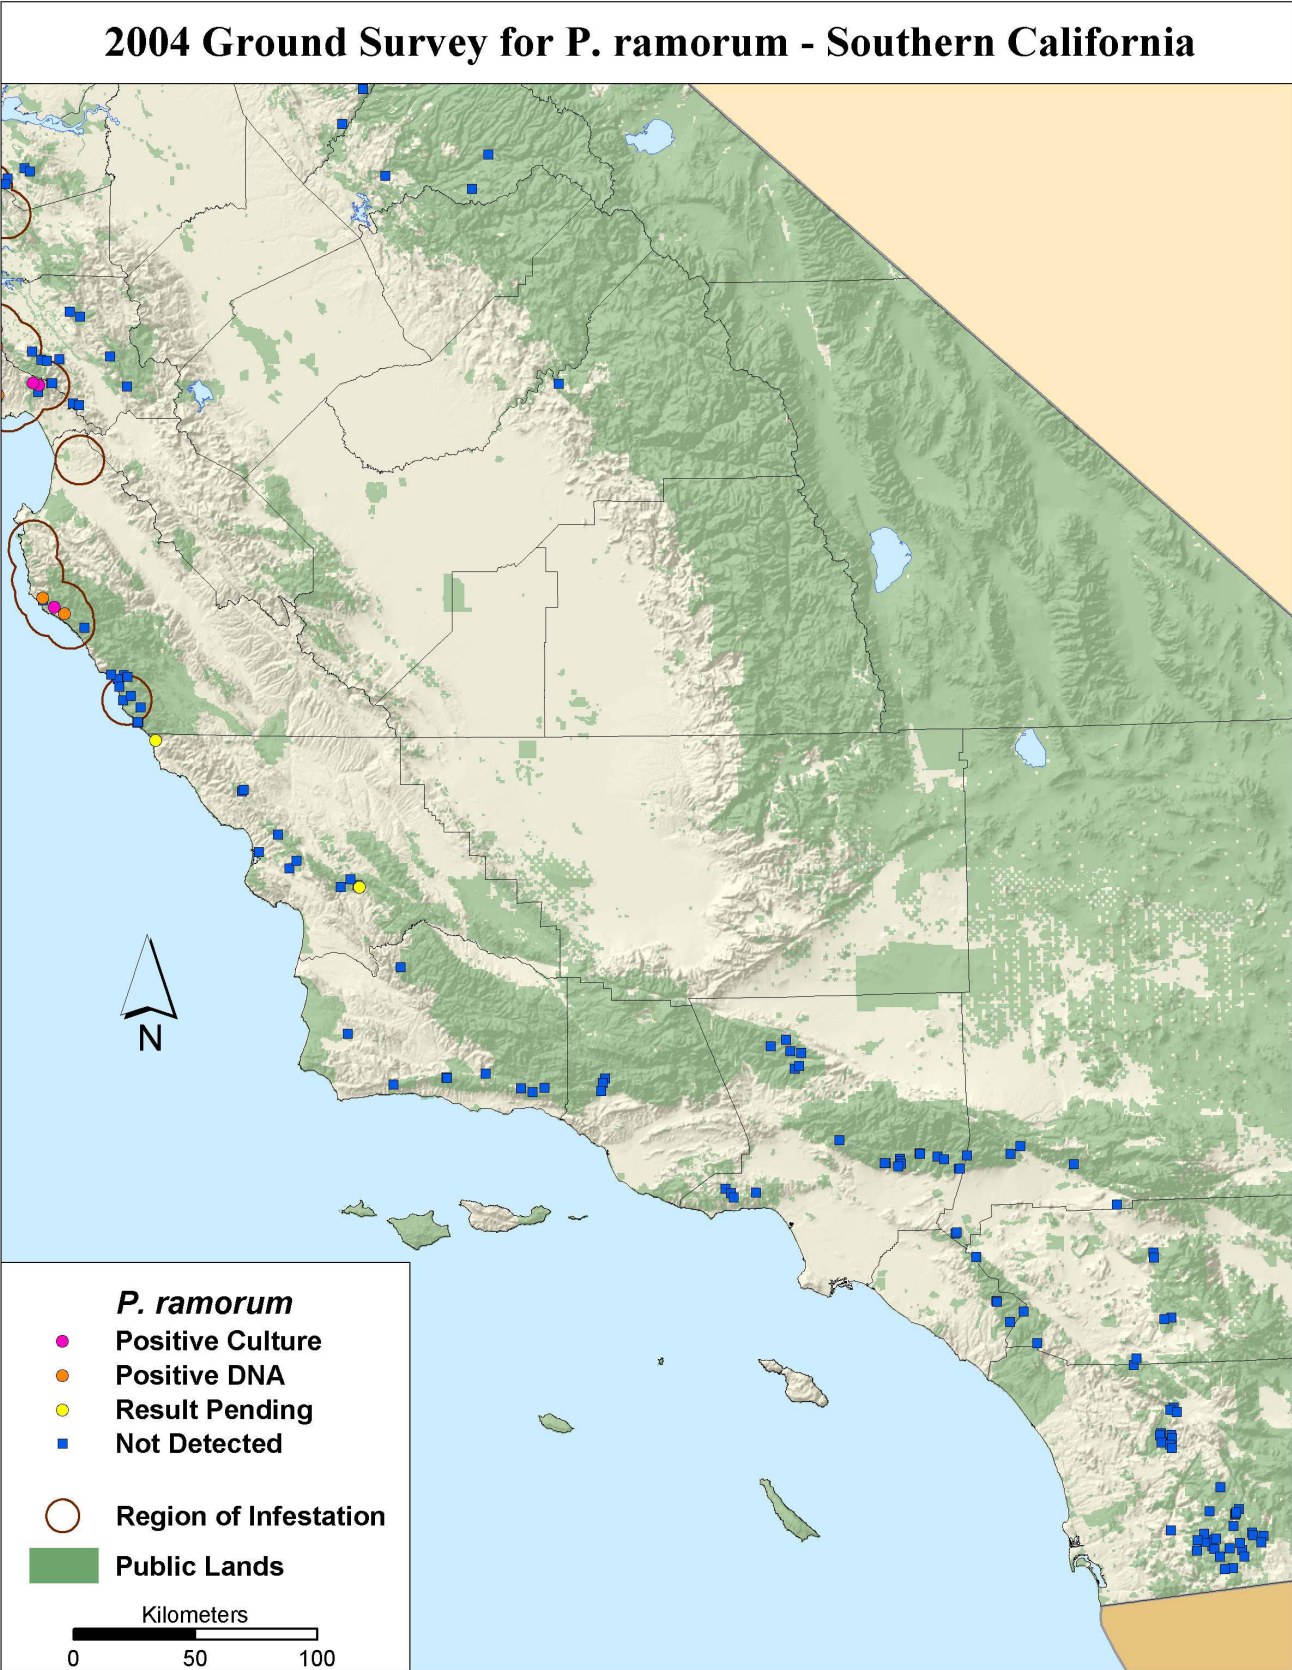 2004 Ground Survey for P. ramorum - Southern California
N
P. ramorum
Positive Culture
Positive DNA
Result Pending
Not Detected
Region of Infestation
Public Lands
Kilometers
0 50 100